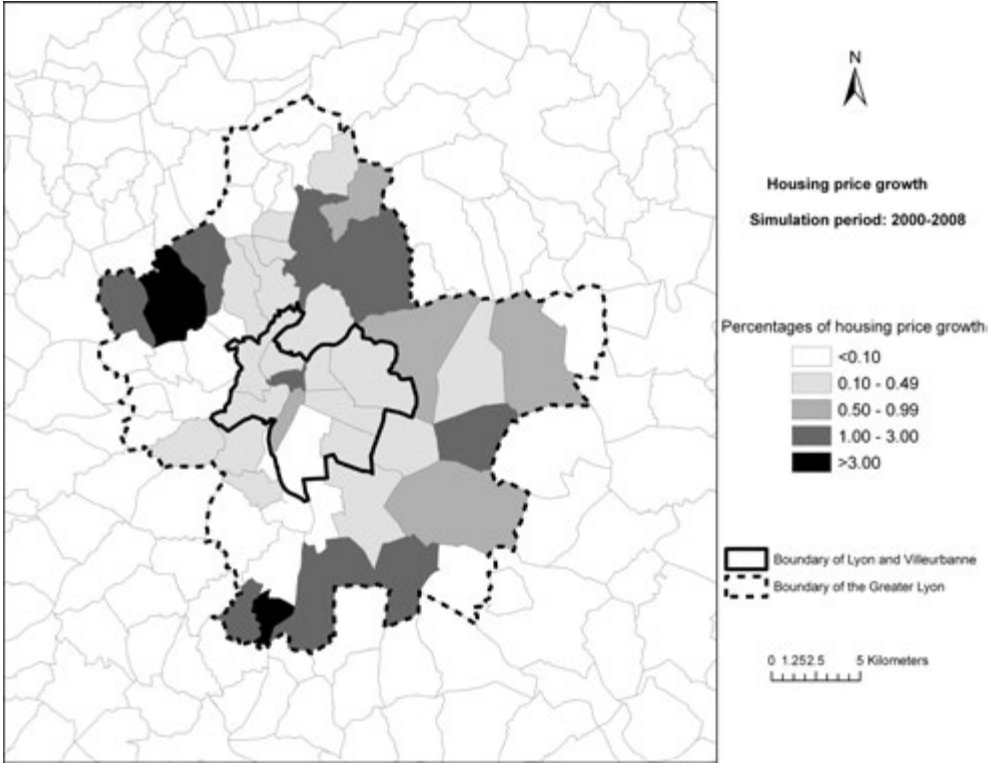 N
Housing price growth
Simulation period: 2000-2008
Percentages of housing price growth
<0.10
0.10 - 0.49
0.50 - 0.99
1.00 - 3.00
>3.00
Boundary of Lyon and Villeurbanne
Boundary of the Greater Lyon
0 1.252.5 5 Kilometers